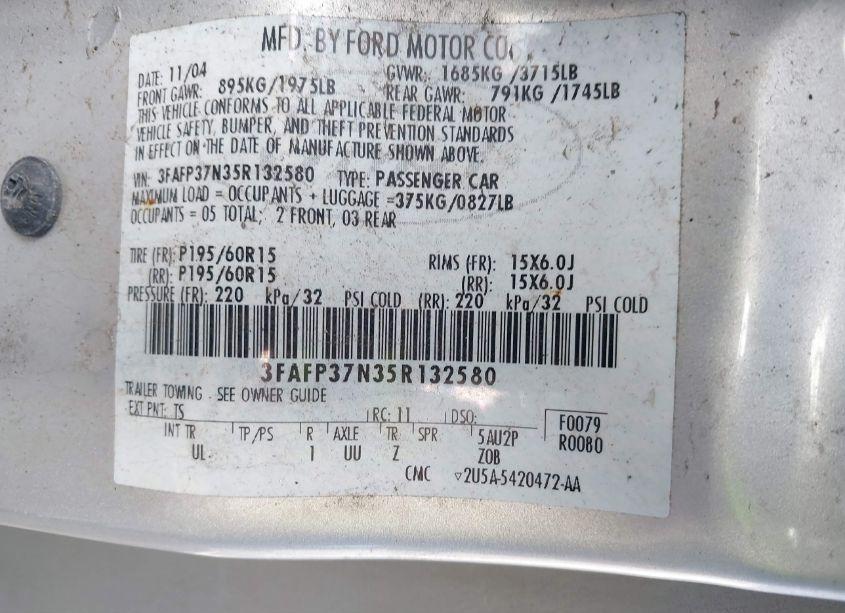 MFD. BY FORD MOTOR CO.
DATE: 11/04 GVWR: 1685KG /3715LB
FRONT GAWR: 895KG/1975LB REAR GAWR: 791KG /1745LB
THIS VEHICLE CONFORMS TO ALL APPLICABLE FEDERAL MOTOR
VEHICLE SAFETY, BUMPER, AND THEFT PREVENTION STANDARDS
IN EFFECT ON THE DATE OF MANUFACTURE SHOWN ABOVE.
VIN: 3FAFP37N35R132580 TYPE: PASSENGER CAR
MAXIMUM LOAD = OCCUPANTS + LUGGAGE =375KG/0827LB
OCCUPANTS = 05 TOTAL; 2 FRONT, 03 REAR
TIRE (FR): P195/60R15 RIMS (FR): 15X6.0J
(RR): P195/60R15 (RR): 15X6.0J
PRESSURE (FR): 220 kPa/32 PSI COLD (RR): 220 kPa/32 PSI COLD
3FAFP37N35R132580
TRAILER TOWING - SEE OWNER GUIDE
EXT PNT: TS RC: 11 DSO: F0079
INT TR TP/PS R AXLE TR SPR 5AU2P R0080
UL 1 UU Z Z0B
CMC 2U5A-5420472-AA